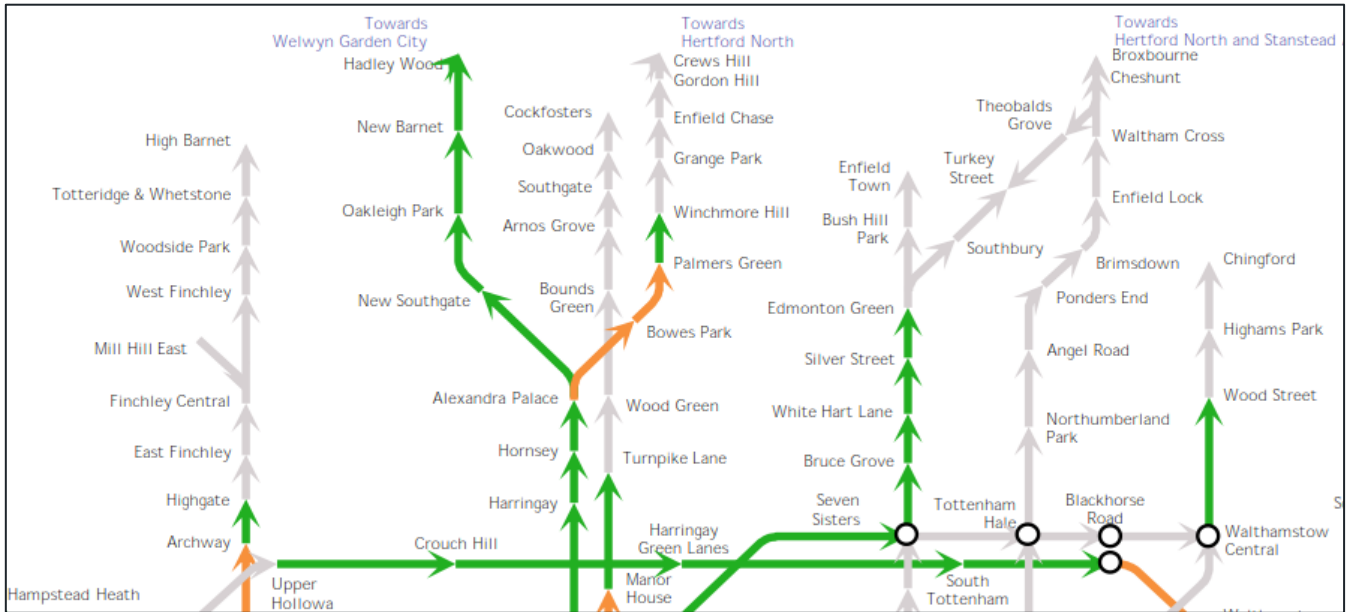 Towards
Welwyn Garden City
Towards
Hertford North
Towards
Hertford North and Stanstead
Hadley Wood
Crews Hill
Gordon Hill
Broxbourne
Cheshunt
Cockfosters
Enfield Chase
Theobalds
Grove
New Barnet
Waltham Cross
High Barnet
Oakwood
Grange Park
Turkey
Street
Enfield
Town
Totteridge & Whetstone
Southgate
Enfield Lock
Oakleigh Park
Winchmore Hill
Arnos Grove
Bush Hill
Park
Woodside Park
Southbury
Palmers Green
Brimsdown
Chingford
West Finchley
New Southgate
Bounds
Green
Ponders End
Edmonton Green
Bowes Park
Highams Park
Mill Hill East
Angel Road
Silver Street
Finchley Central
Alexandra Palace
Wood Green
White Hart Lane
Wood Street
Northumberland
Park
East Finchley
Hornsey
Turnpike Lane
Bruce Grove
Highgate
Harringay
Seven
Sisters
Tottenham
Hale
Blackhorse
Road
Archway
Crouch Hill
Harringay
Green Lanes
Walthamstow
Central
Hampstead Heath
Upper
Hollowa
Manor
House
South
Tottenham